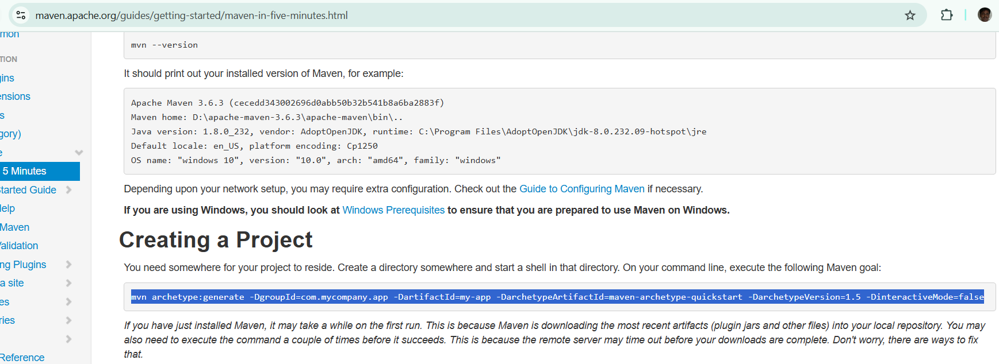 maven.apache.org/guides/getting-started/maven-in-five-minutes.html
mvn --version
It should print out your installed version of Maven, for example:
Apache Maven 3.6.3 (cecedd343002696d0abb50b32b541b8a6ba2883f)
Maven home: D:\apache-maven-3.6.3\apache-maven\bin\..
Java version: 1.8.0_232, vendor: AdoptOpenJDK, runtime: C:\Program Files\AdoptOpenJDK\jdk-8.0.232.09-hotspot\jre
Default locale: en_US, platform encoding: Cp1250
OS name: "windows 10", version: "10.0", arch: "amd64", family: "windows"
Depending upon your network setup, you may require extra configuration. Check out the Guide to Configuring Maven if necessary.
If you are using Windows, you should look at Windows Prerequisites to ensure that you are prepared to use Maven on Windows.
Creating a Project
You need somewhere for your project to reside. Create a directory somewhere and start a shell in that directory. On your command line, execute the following Maven goal:
mvn archetype:generate -DgroupId=com.mycompany.app -DartifactId=my-app -DarchetypeArtifactId=maven-archetype-quickstart -DarchetypeVersion=1.5 -DinteractiveMode=false
If you have just installed Maven, it may take a while on the first run. This is because Maven is downloading the most recent artifacts (plugin jars and other files) into your local repository. You may
also need to execute the command a couple of times before it succeeds. This is because the remote server may time out before your downloads are complete. Don't worry, there are ways to fix
that.
mon
TION
gins
ensions
s
gory)
e
5 Minutes
tarted Guide
Help
Maven
Validation
ng Plugins
a site
es
ries
Reference